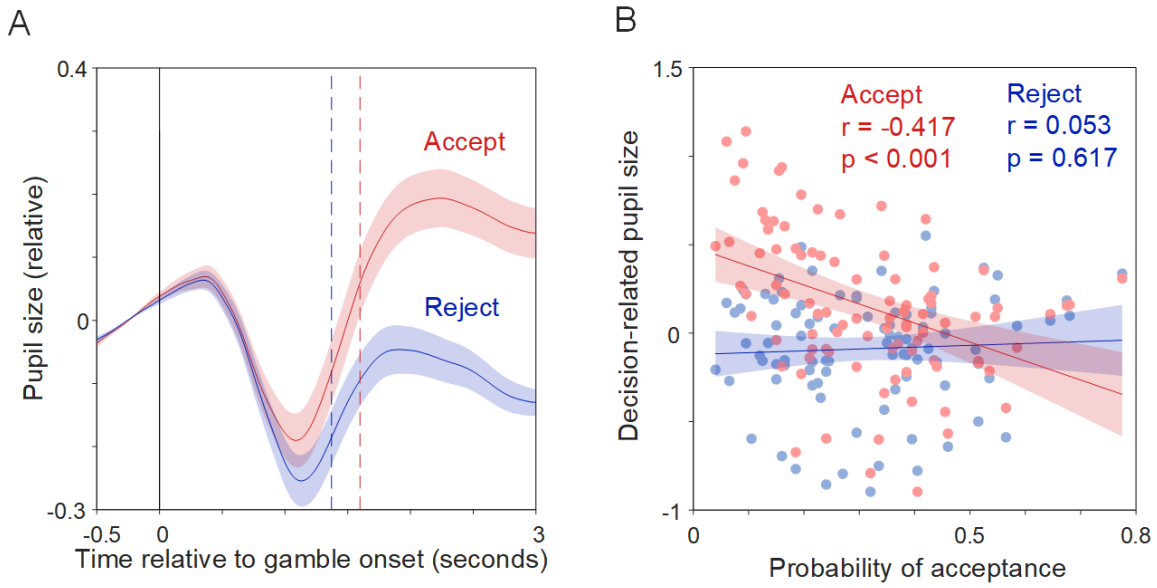 A
Pupil size (relative)
0.4
0
-0.3
Accept
Reject
-0.5
0
3
Time relative to gamble onset (seconds)
B
Decision-related pupil size
1.5
0
-1
Accept
r = -0.417
p < 0.001
Reject
r = 0.053
p = 0.617
0
0.5
0.8
Probability of acceptance